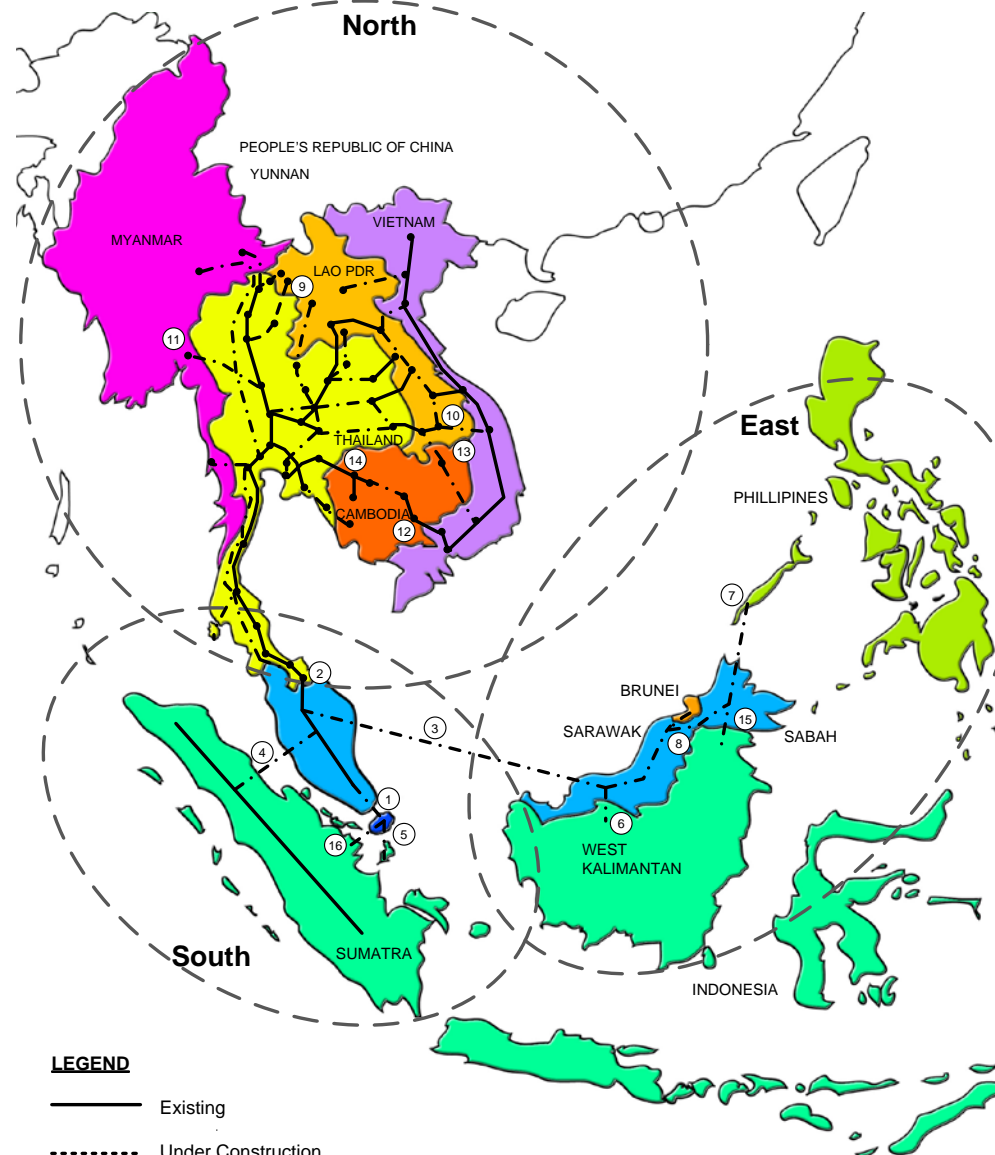 North
PEOPLE'S REPUBLIC OF CHINA
YUNNAN
VIETNAM
MYANMAR
LAO PDR
9
11
10
East
THAILAND
13
14
PHILLIPINES
CAMBODIA
12
7
2
BRUNEI
3
SARAWAK
15
SABAH
8
4
1
5
16
6
WEST
KALIMANTAN
South
SUMATRA
INDONESIA
LEGEND
Existing
Under Construction